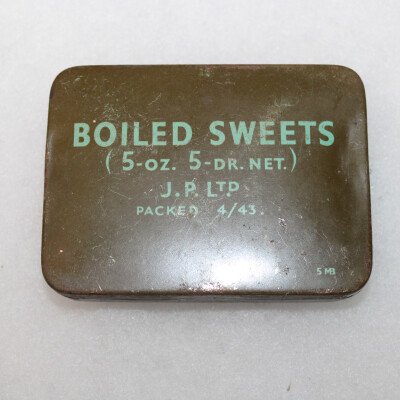 BOILED SWEETS
( 5-OZ. 5-DR. NET. )
J.P. LTD
PACKED 4/43.
5 MB